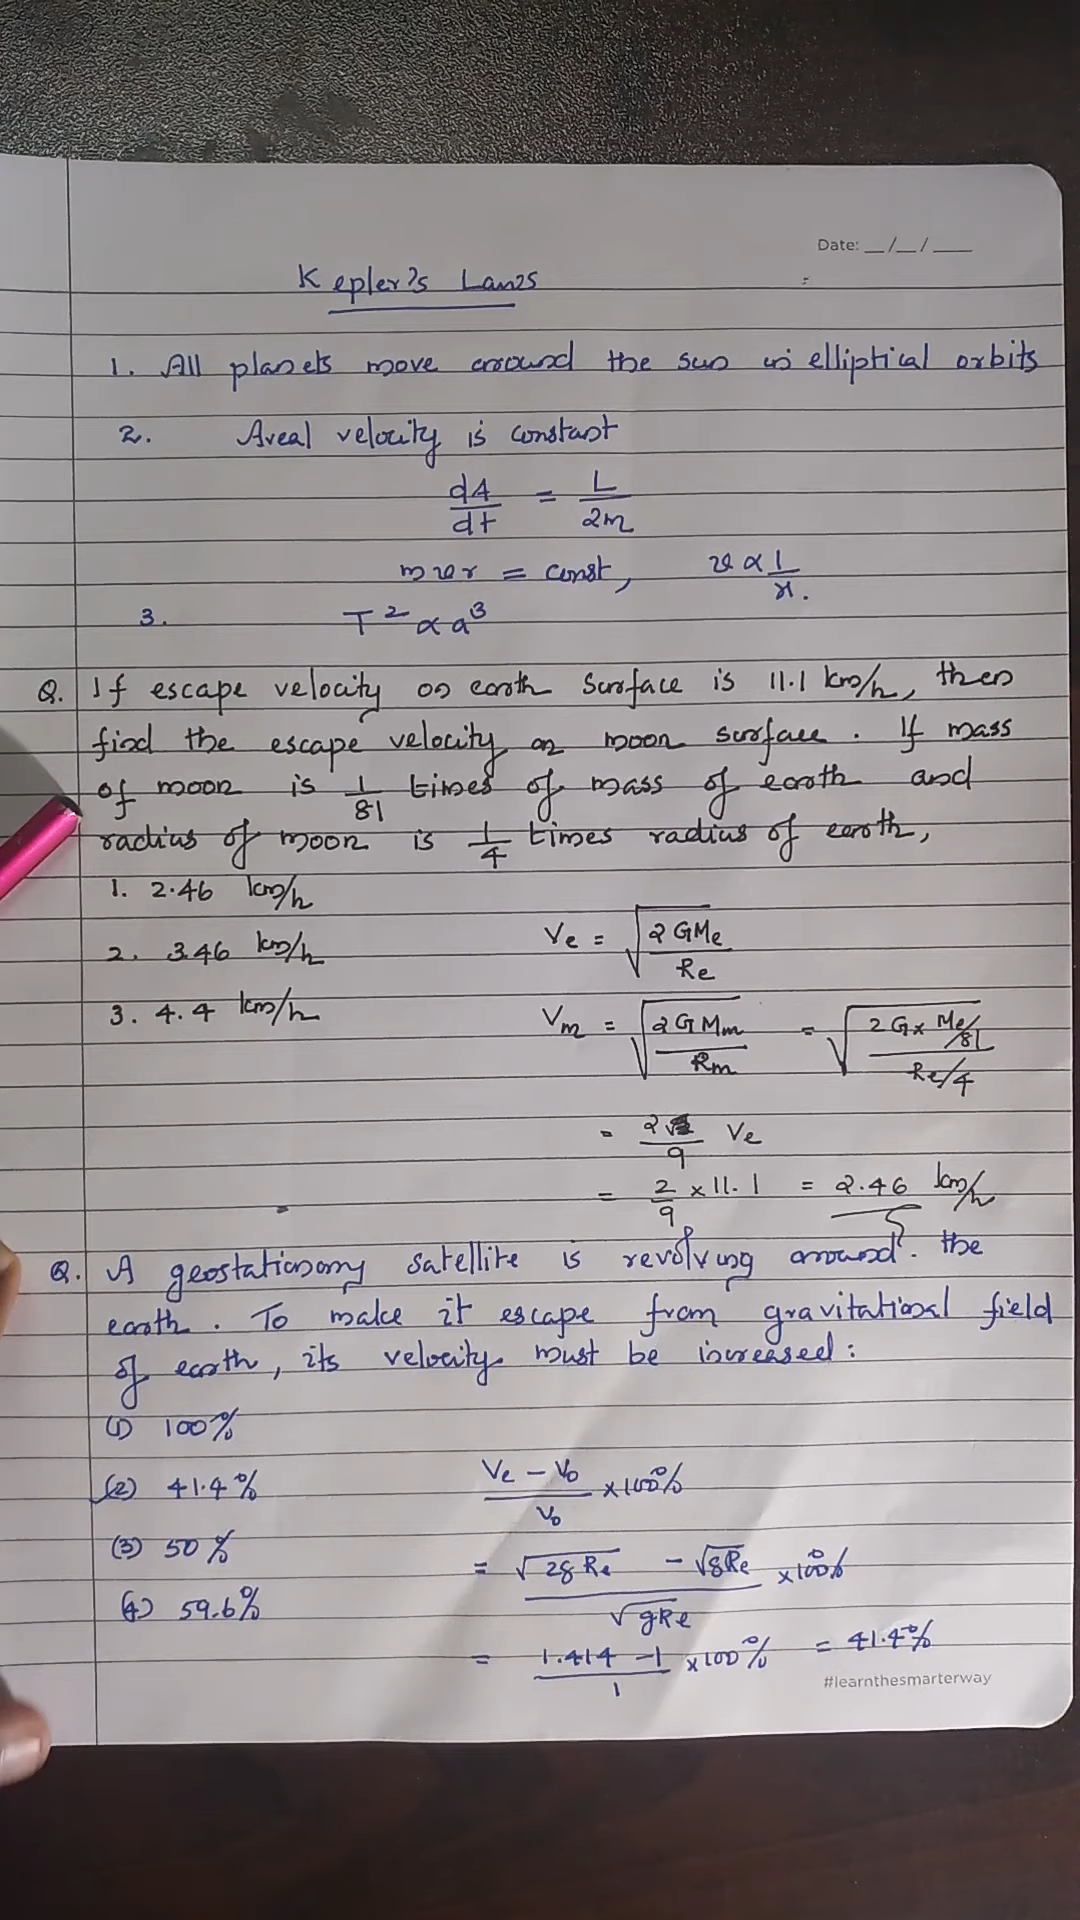 Date: __/__/____
Kepler's Laws
1. All planets move around the sun in elliptical orbits
2. Areal velocity is constant
dA/dt = L/2m
mvr = const, v ∝ 1/r.
3. T² ∝ a³
Q. If escape velocity on earth surface is 11.1 km/h, then
find the escape velocity on moon surface. If mass
of moon is 1/81 times of mass of earth and
radius of moon is 1/4 times radius of earth,
1. 2.46 km/h
2. 3.46 km/h
3. 4.4 km/h
Ve = √(2GMe/Re)
Vm = √(2GMm/Rm) = √((2G× Me/81)/(Re/4))
= 2/9 Ve
= 2/9 × 11.1 = 2.46 km/h
Q. A geostationary satellite is revolving around the
earth. To make it escape from gravitational field
of earth, its velocity must be increased:
(1) 100%
(2) 41.4%
(3) 50%
(4) 59.6%
(Ve - Vo)/Vo × 100%
= (√2gRe - √gRe)/√gRe × 100%
= (1.414 - 1)/1 × 100% = 41.4%
#learnthesmarterway